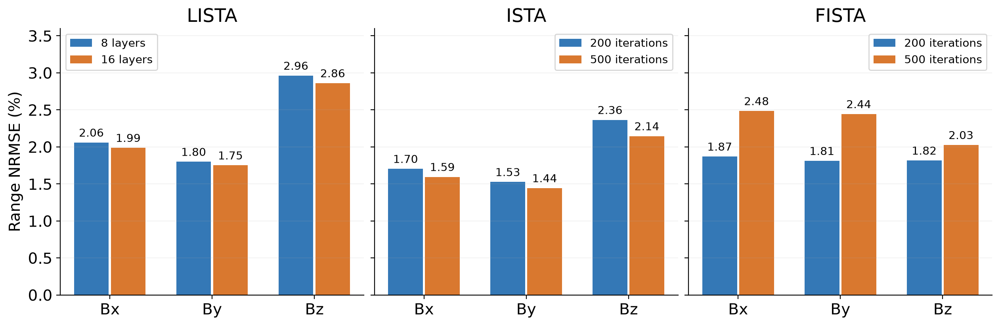 LISTA
ISTA
FISTA
Range NRMSE (%)
3.5
3.0
2.5
2.0
1.5
1.0
0.5
0.0
8 layers
16 layers
2.06
1.99
1.80
1.75
2.96
2.86
Bx
By
Bz
200 iterations
500 iterations
1.70
1.59
1.53
1.44
2.36
2.14
Bx
By
Bz
200 iterations
500 iterations
1.87
2.48
1.81
2.44
1.82
2.03
Bx
By
Bz